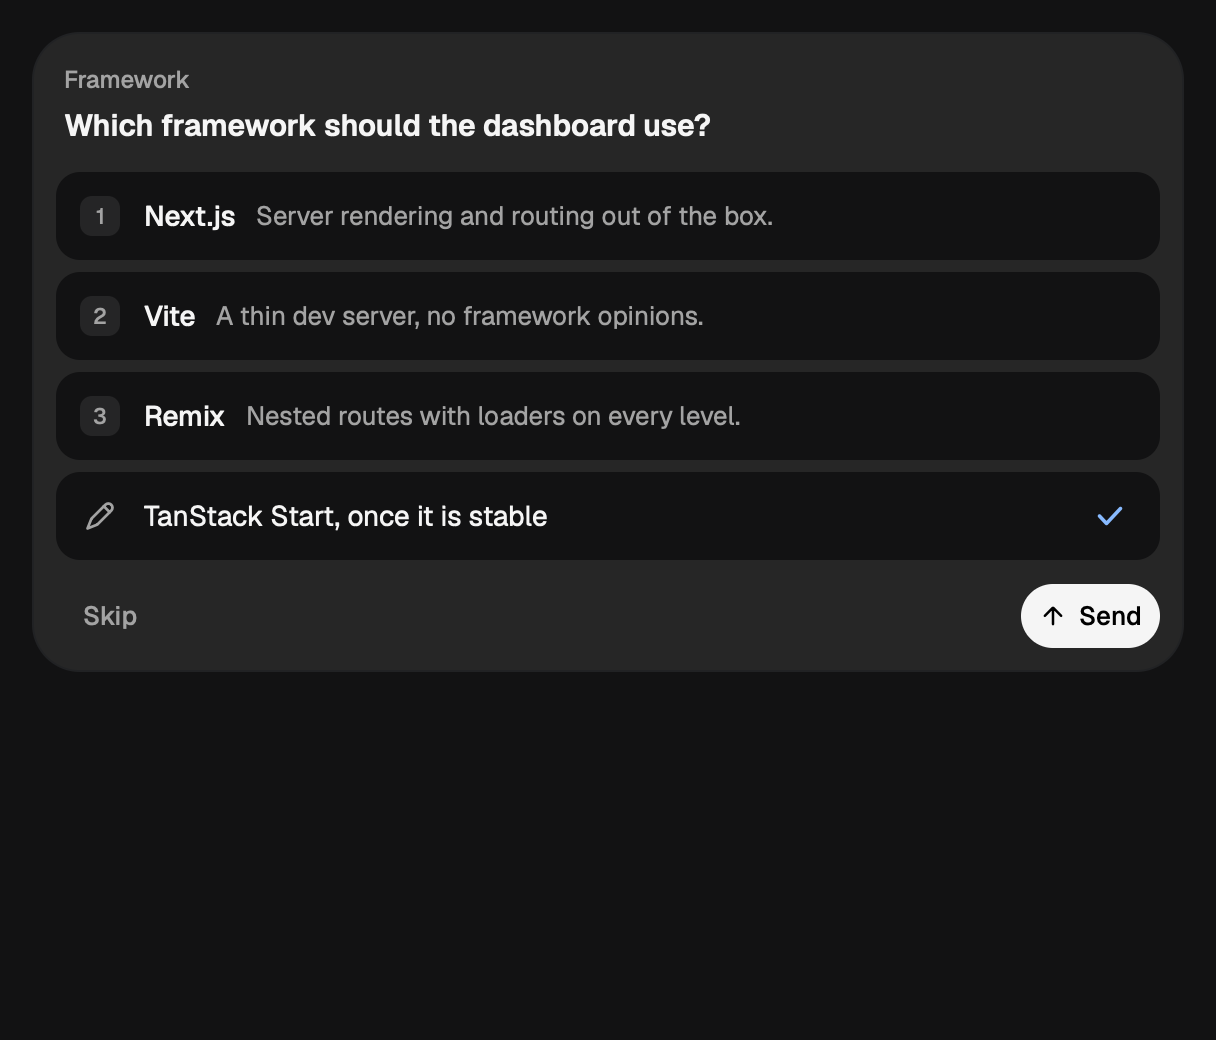 Framework
Which framework should the dashboard use?
1 Next.js Server rendering and routing out of the box.
2 Vite A thin dev server, no framework opinions.
3 Remix Nested routes with loaders on every level.
TanStack Start, once it is stable
Skip Send